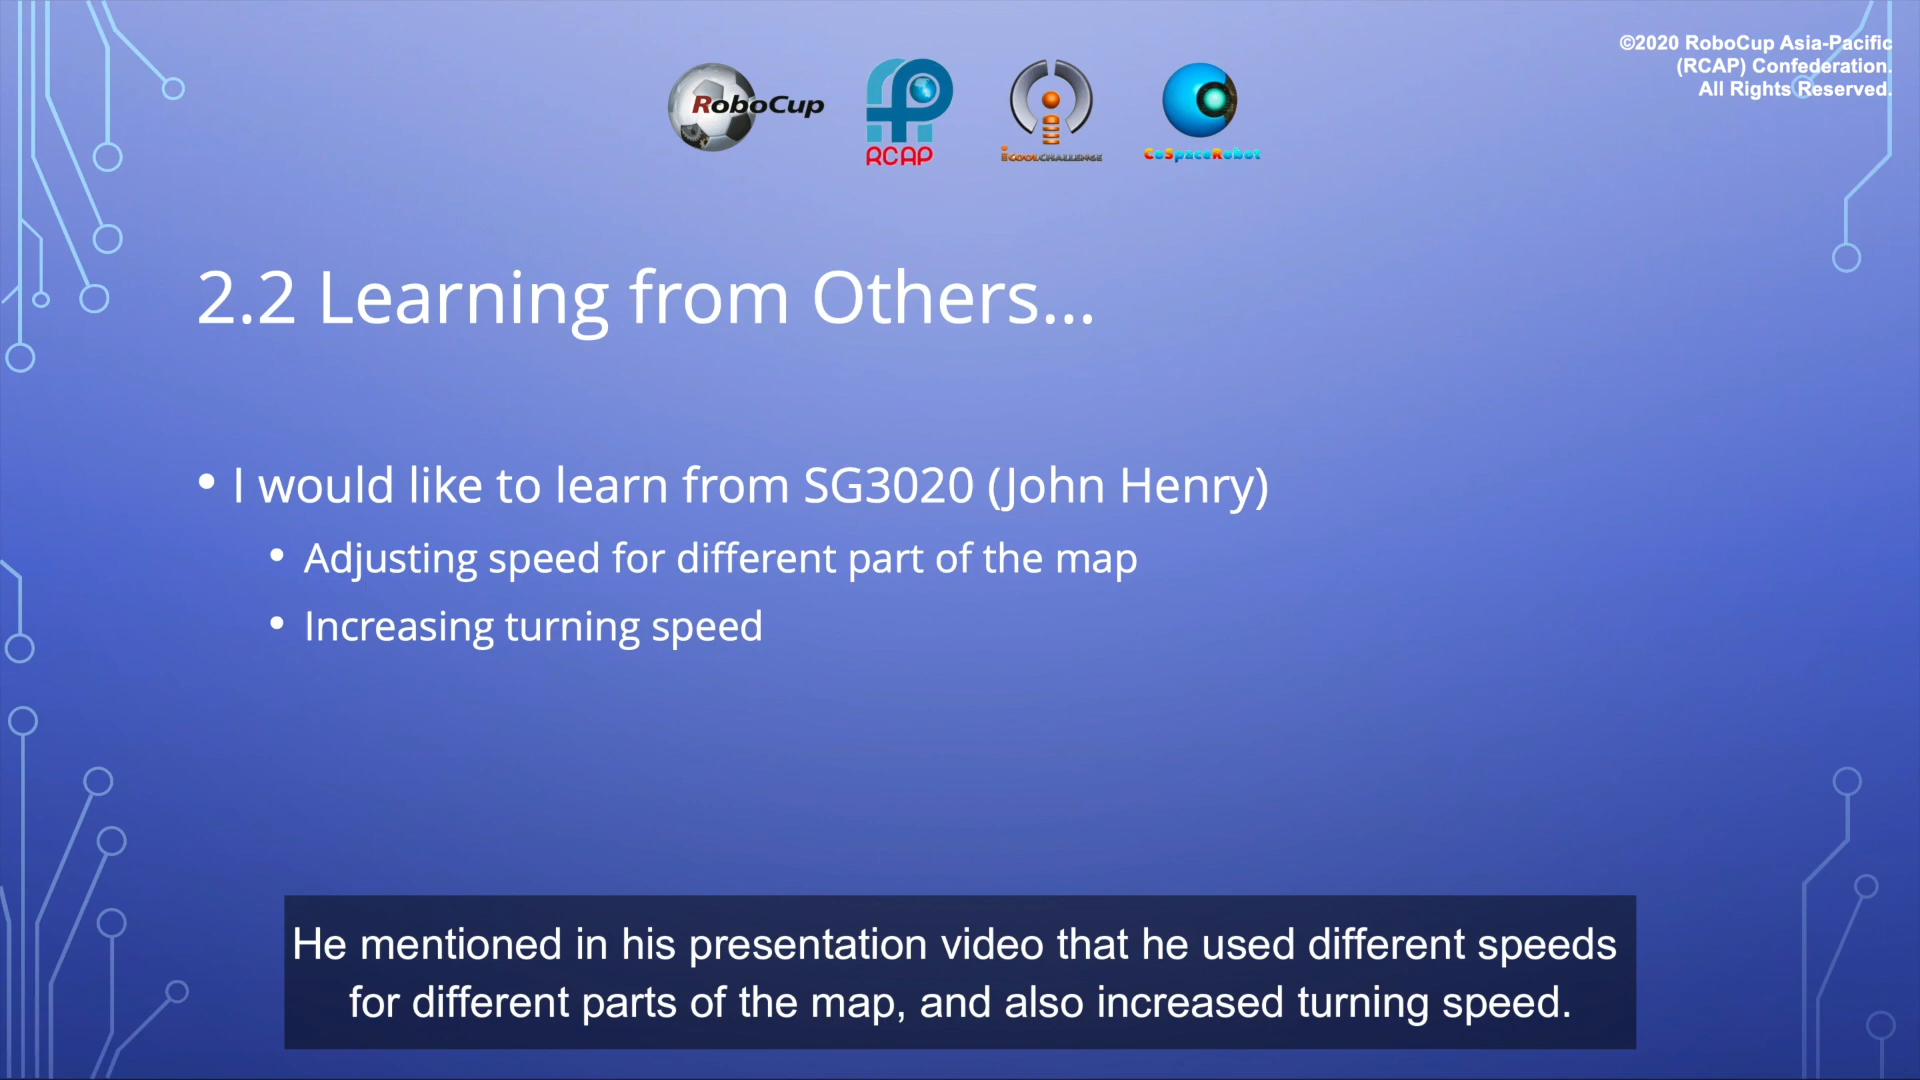 ©2020 RoboCup Asia-Pacific
(RCAP) Confederation.
All Rights Reserved.
RoboCup
RCAP
iCOOLCHALLENGE
CoSpaceRobot
2.2 Learning from Others...
• I would like to learn from SG3020 (John Henry)
• Adjusting speed for different part of the map
• Increasing turning speed
He mentioned in his presentation video that he used different speeds
for different parts of the map, and also increased turning speed.